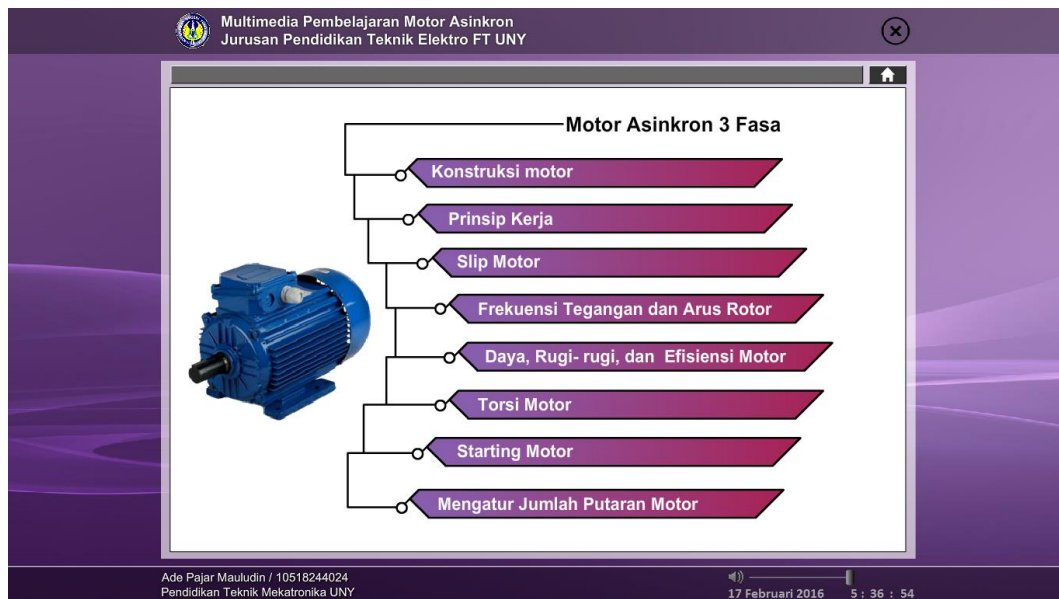 Multimedia Pembelajaran Motor Asinkron
Jurusan Pendidikan Teknik Elektro FT UNY
Motor Asinkron 3 Fasa
Konstruksi motor
Prinsip Kerja
Slip Motor
Frekuensi Tegangan dan Arus Rotor
Daya, Rugi- rugi, dan Efisiensi Motor
Torsi Motor
Starting Motor
Mengatur Jumlah Putaran Motor
Ade Pajar Mauludin / 10518244024
Pendidikan Teknik Mekatronika UNY
17 Februari 2016 5 : 36 : 54